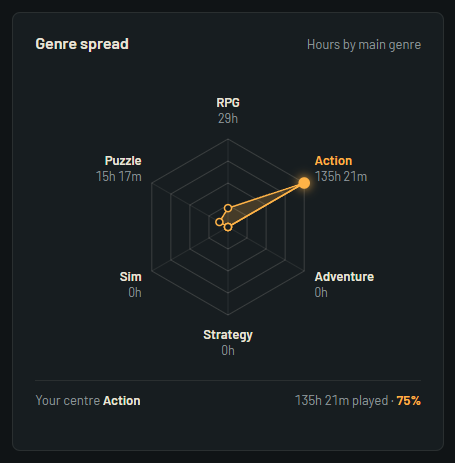 Genre spread
Hours by main genre
RPG
29h
Puzzle
15h 17m
Action
135h 21m
Sim
0h
Adventure
0h
Strategy
0h
Your centre Action
135h 21m played · 75%